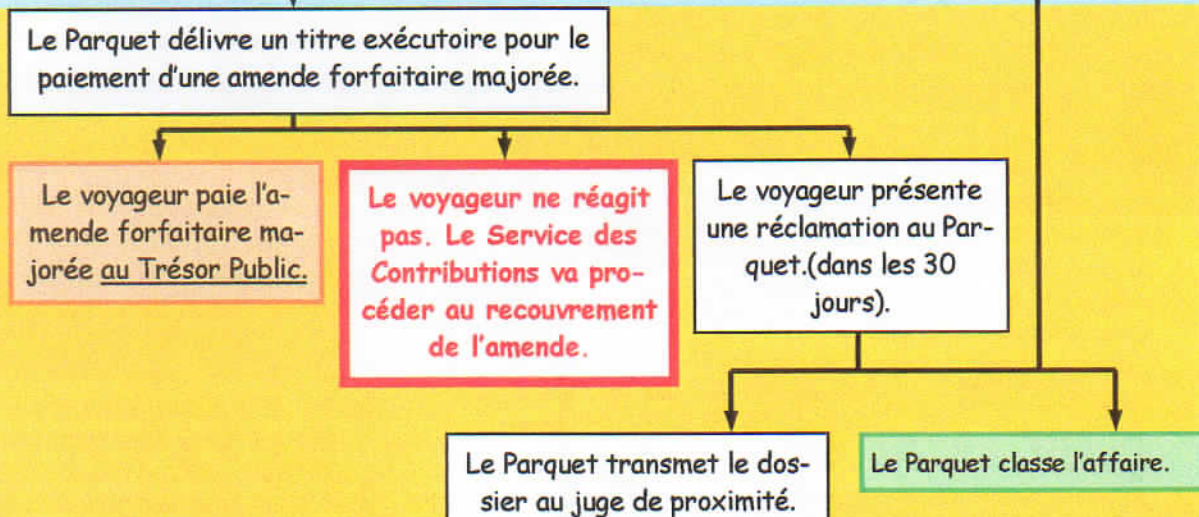 Le Parquet délivre un titre exécutoire pour le
paiement d'une amende forfaitaire majorée.
Le voyageur paie l'a-
mende forfaitaire ma-
jorée au Trésor Public.
Le voyageur ne réagit
pas. Le Service des
Contributions va pro-
céder au recouvrement
de l'amende.
Le voyageur présente
une réclamation au Par-
quet.(dans les 30
jours).
Le Parquet transmet le dos-
sier au juge de proximité.
Le Parquet classe l'affaire.